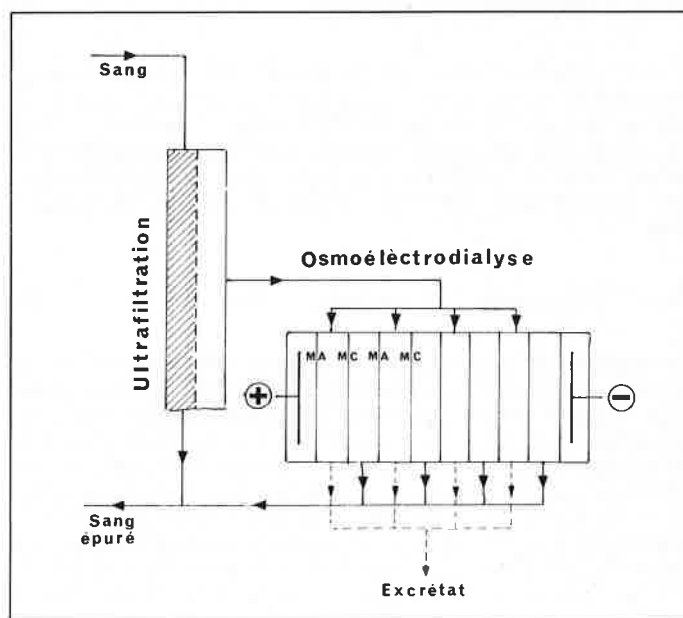 Sang
Ultrafiltration
Osmoélèctrodialyse
MA MC MA MC
+
−
Sang
épuré
Excrétat